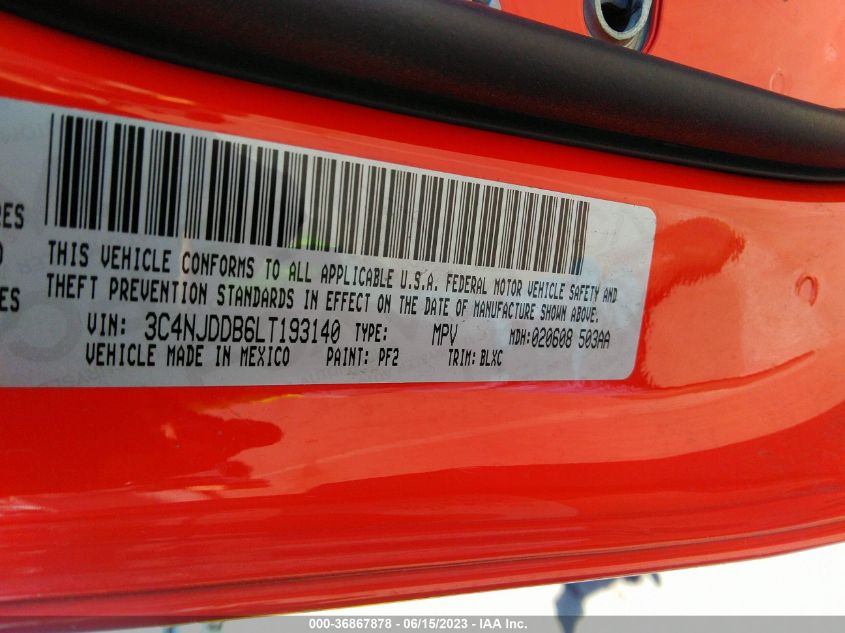 RES
THIS VEHICLE CONFORMS TO ALL APPLICABLE U.S.A. FEDERAL MOTOR VEHICLE SAFETY AND
ES THEFT PREVENTION STANDARDS IN EFFECT ON THE DATE OF MANUFACTURE SHOWN ABOVE.
VIN: 3C4NJDDB6LT193140 TYPE: MPV MDH:020608 503AA
VEHICLE MADE IN MEXICO PAINT: PF2 TRIM: BLXC
000-36867878 - 06/15/2023 - IAA Inc.